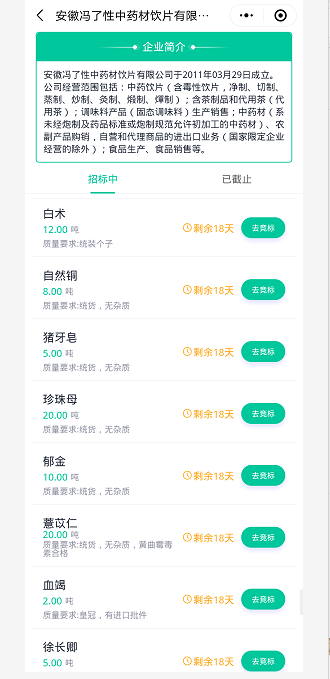 安徽冯了性中药材饮片有限…
企业简介
安徽冯了性中药材饮片有限公司于2011年03月29日成立。
公司经营范围包括：中药饮片（含毒性饮片，净制、切制、
蒸制、炒制、炙制、煅制、燀制）；含茶制品和代用茶（代
用茶）；调味料产品（固态调味料）生产销售；中药材（系
未经炮制及药品标准或炮制规范允许初加工的中药材）、农
副产品购销，自营和代理商品的进出口业务（国家限定企业
经营的除外）；食品生产、食品销售等。
招标中
已截止
白术
12.00 吨
质量要求:统装个子
剩余18天
去竞标
自然铜
8.00 吨
质量要求:统货，无杂质
剩余18天
去竞标
猪牙皂
5.00 吨
质量要求:统货，无杂质
剩余18天
去竞标
珍珠母
20.00 吨
质量要求:统货，无杂质
剩余18天
去竞标
郁金
10.00 吨
质量要求:统货，无杂质
剩余18天
去竞标
薏苡仁
20.00 吨
质量要求:统货，无杂质，黄曲霉毒
素合格
剩余18天
去竞标
血竭
2.00 吨
质量要求:皇冠，有进口批件
剩余18天
去竞标
徐长卿
5.00 吨
剩余18天
去竞标